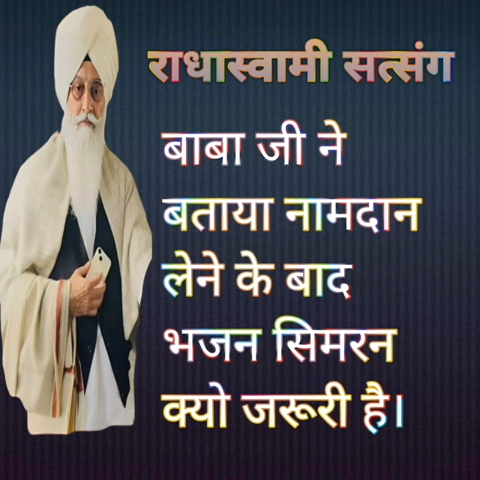 राधास्वामी सत्संग
बाबा जी ने
बताया नामदान
लेने के बाद
भजन सिमरन
क्यो जरूरी है।